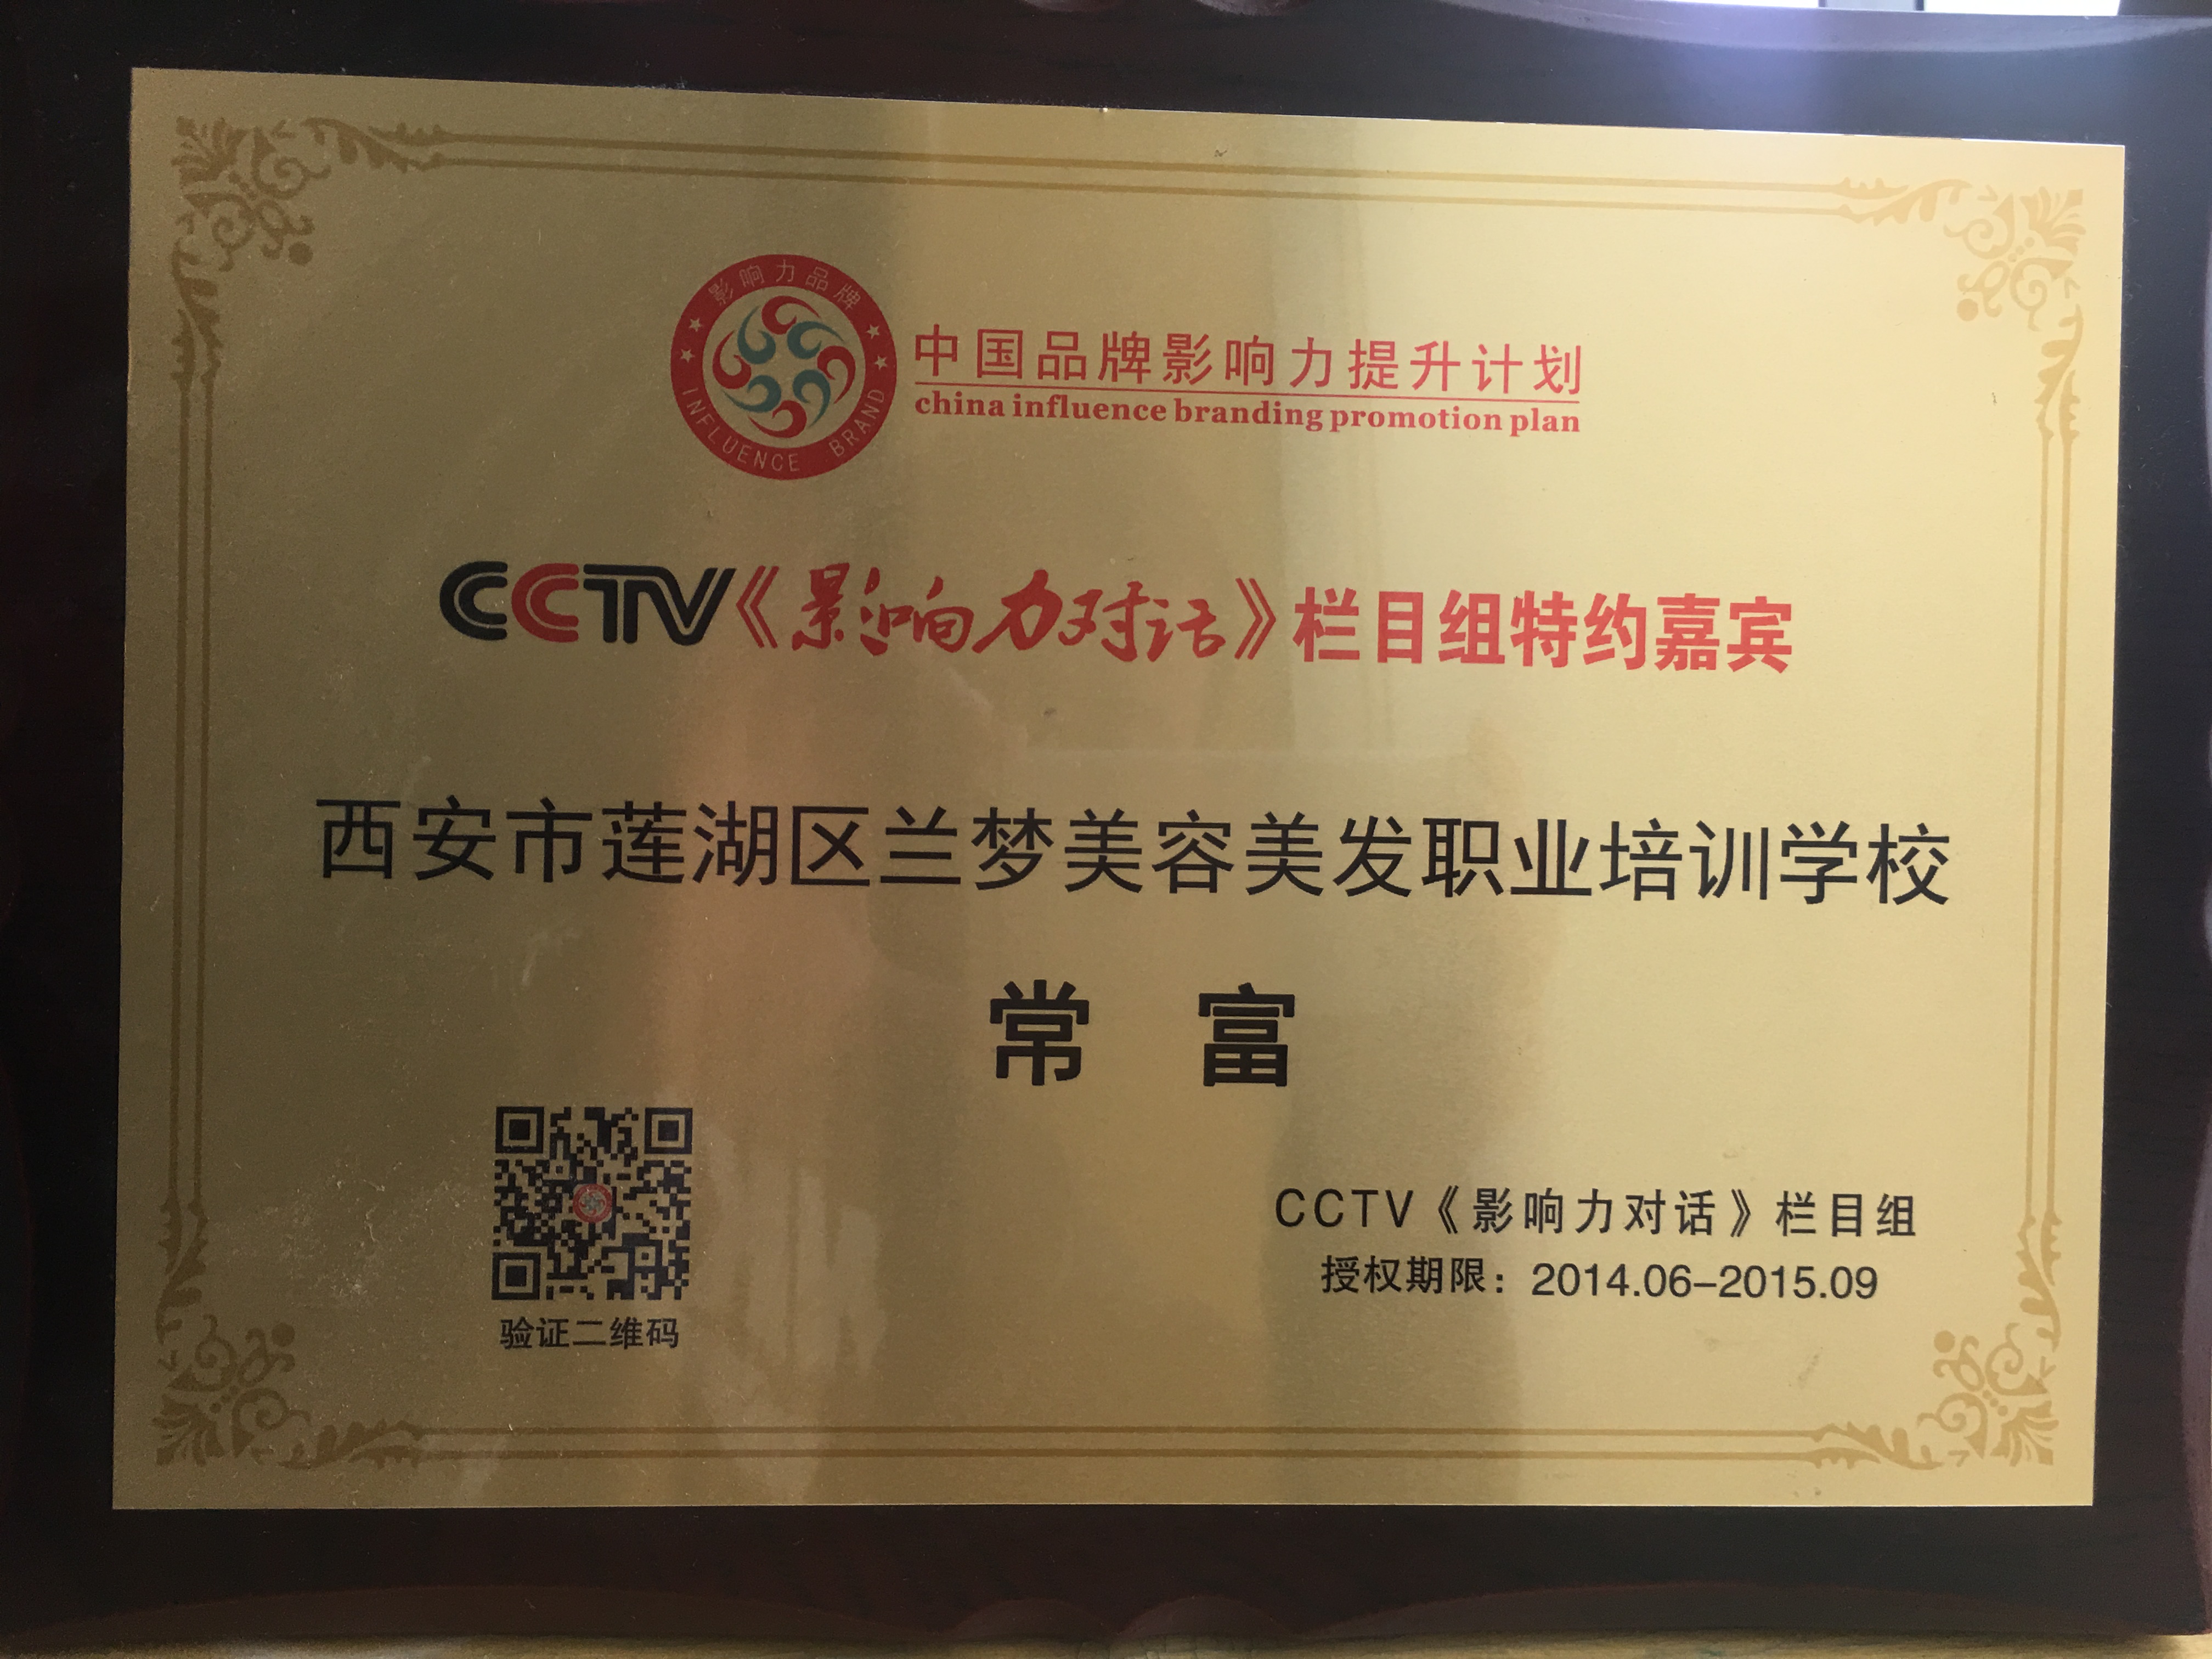 影响力品牌
INFLUENCE BRAND
中国品牌影响力提升计划
china influence branding promotion plan
CCTV《影响力对话》栏目组特约嘉宾
西安市莲湖区兰梦美容美发职业培训学校
常 富
CCTV《影响力对话》栏目组
授权期限：2014.06-2015.09
验证二维码